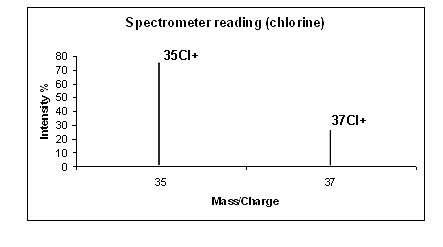 Spectrometer reading (chlorine)
35Cl+
37Cl+
Intensity %
80
70
60
50
40
30
20
10
0
35
37
Mass/Charge